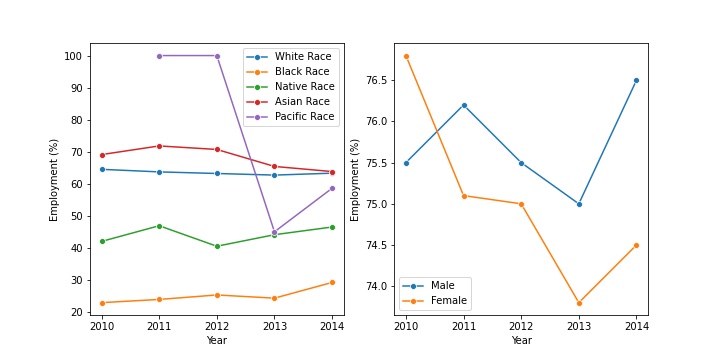 100
90
80
70
60
50
40
30
20
Employment (%)
2010 2011 2012 2013 2014
Year
White Race
Black Race
Native Race
Asian Race
Pacific Race
76.5
76.0
75.5
75.0
74.5
74.0
Employment (%)
2010 2011 2012 2013 2014
Year
Male
Female